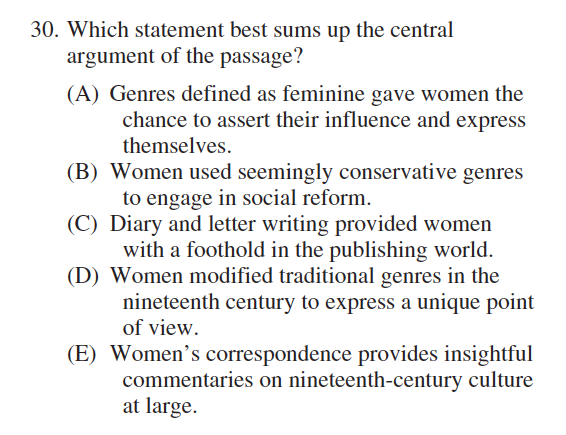 30. Which statement best sums up the central
argument of the passage?
(A) Genres defined as feminine gave women the
chance to assert their influence and express
themselves.
(B) Women used seemingly conservative genres
to engage in social reform.
(C) Diary and letter writing provided women
with a foothold in the publishing world.
(D) Women modified traditional genres in the
nineteenth century to express a unique point
of view.
(E) Women’s correspondence provides insightful
commentaries on nineteenth-century culture
at large.